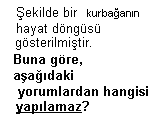 Şekilde bir kurbağanın
hayat döngüsü
gösterilmiştir.
Buna göre,
aşağıdaki
yorumlardan hangisi
yapılamaz?